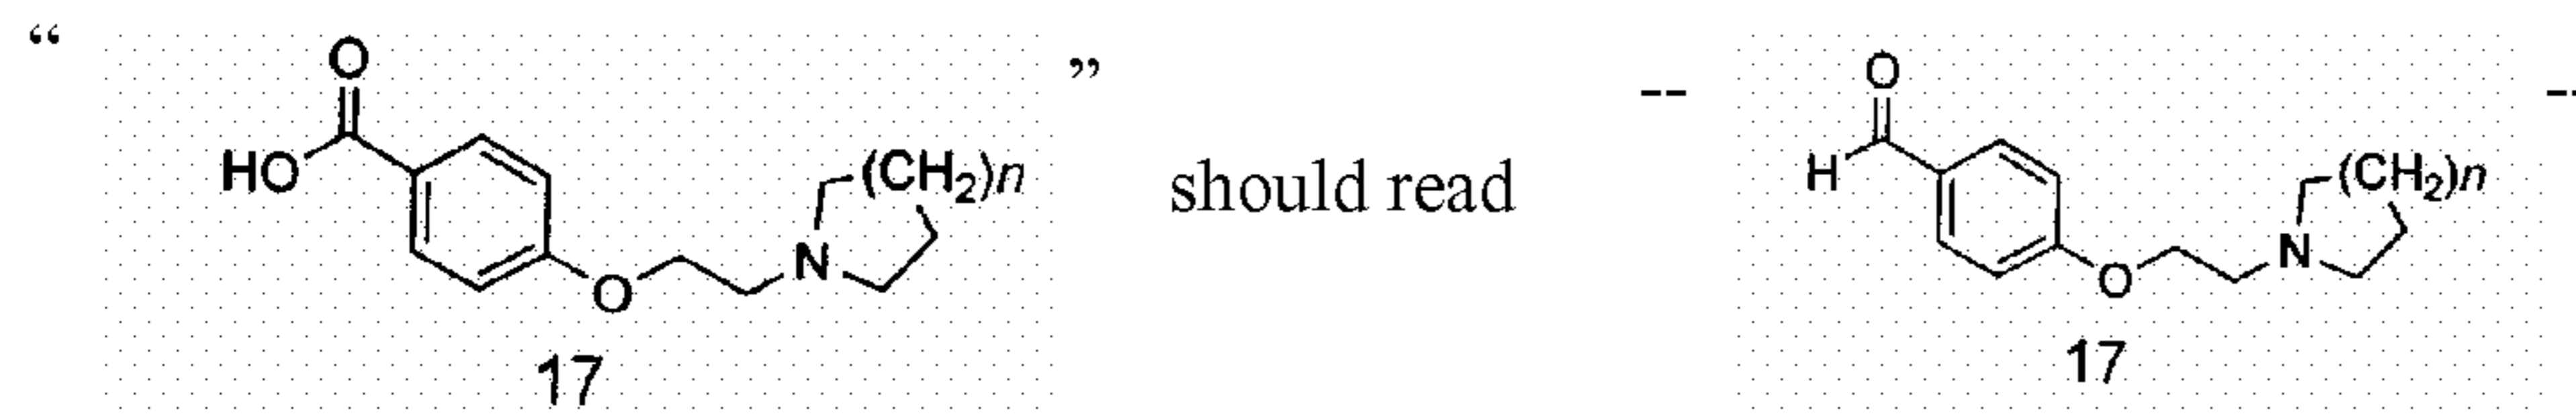 “ O HO (CH2)n N O 17 ” should read -- O H (CH2)n N O 17 --